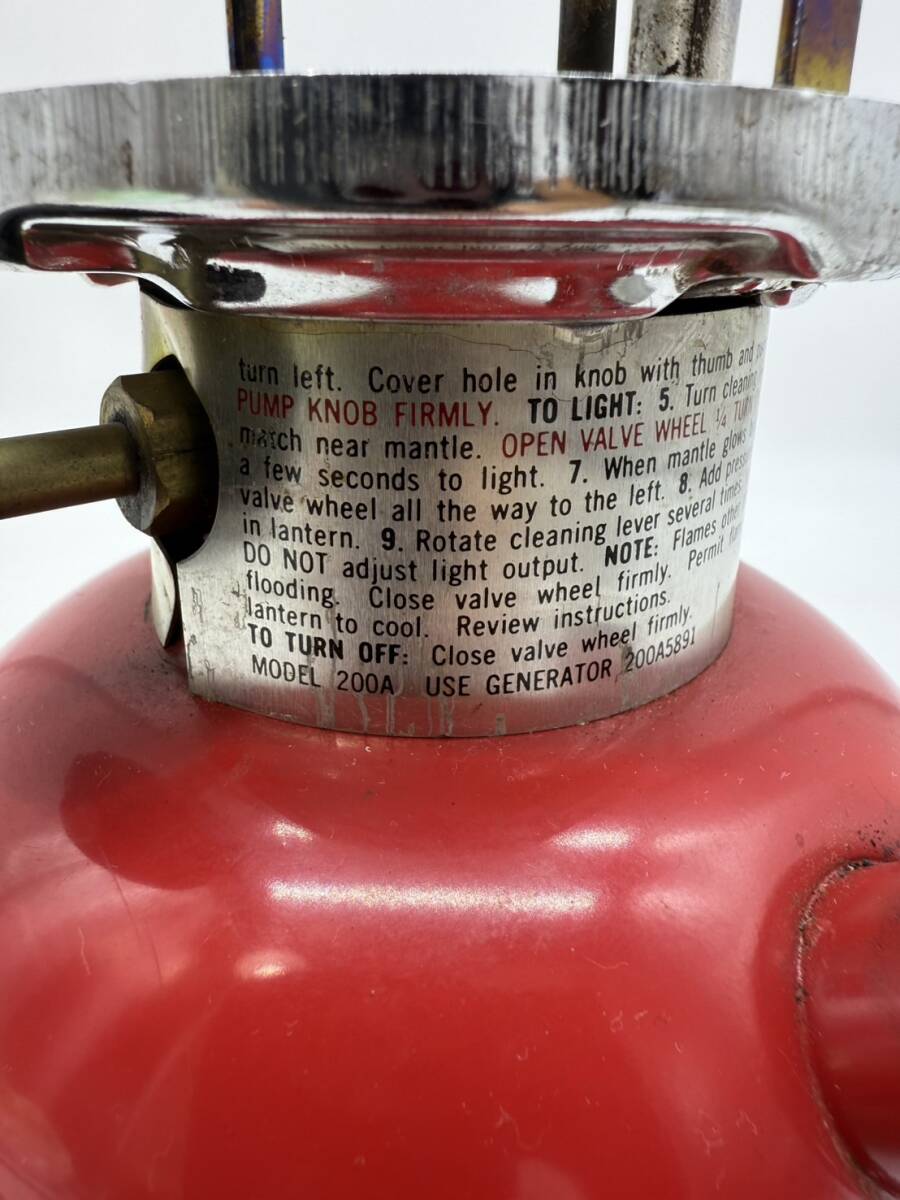 turn left. Cover hole in knob with thumb and
PUMP KNOB FIRMLY. TO LIGHT: 5. Turn cleaning
match near mantle. OPEN VALVE WHEEL ¼ TURN
a few seconds to light. 7. When mantle glows
valve wheel all the way to the left. 8. Add
in lantern. 9. Rotate cleaning lever several times
DO NOT adjust light output. NOTE: Flames
flooding. Close valve wheel firmly. Permit
lantern to cool. Review instructions.
TO TURN OFF: Close valve wheel firmly.
MODEL 200A USE GENERATOR 200A5891